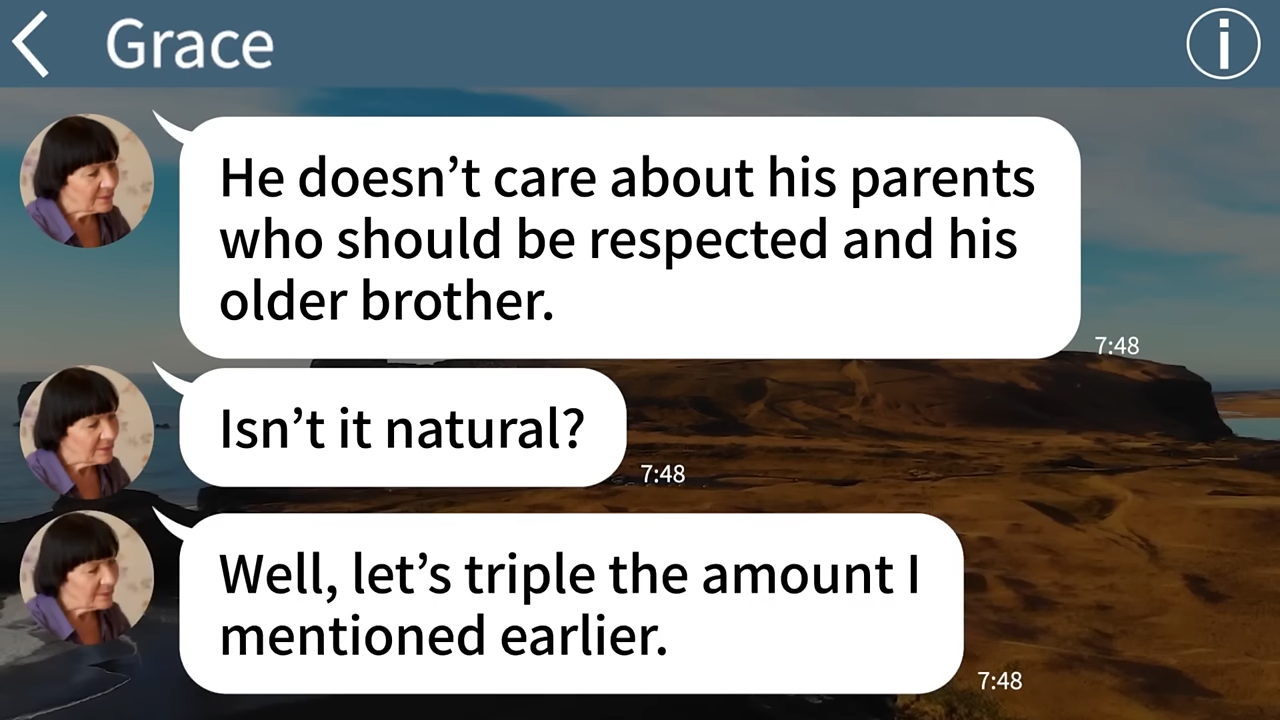 Grace
He doesn’t care about his parents
who should be respected and his
older brother.
7:48
Isn’t it natural?
7:48
Well, let’s triple the amount I
mentioned earlier.
7:48